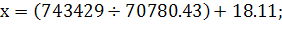 x = (743429 ÷ 70780.43) + 18.11;